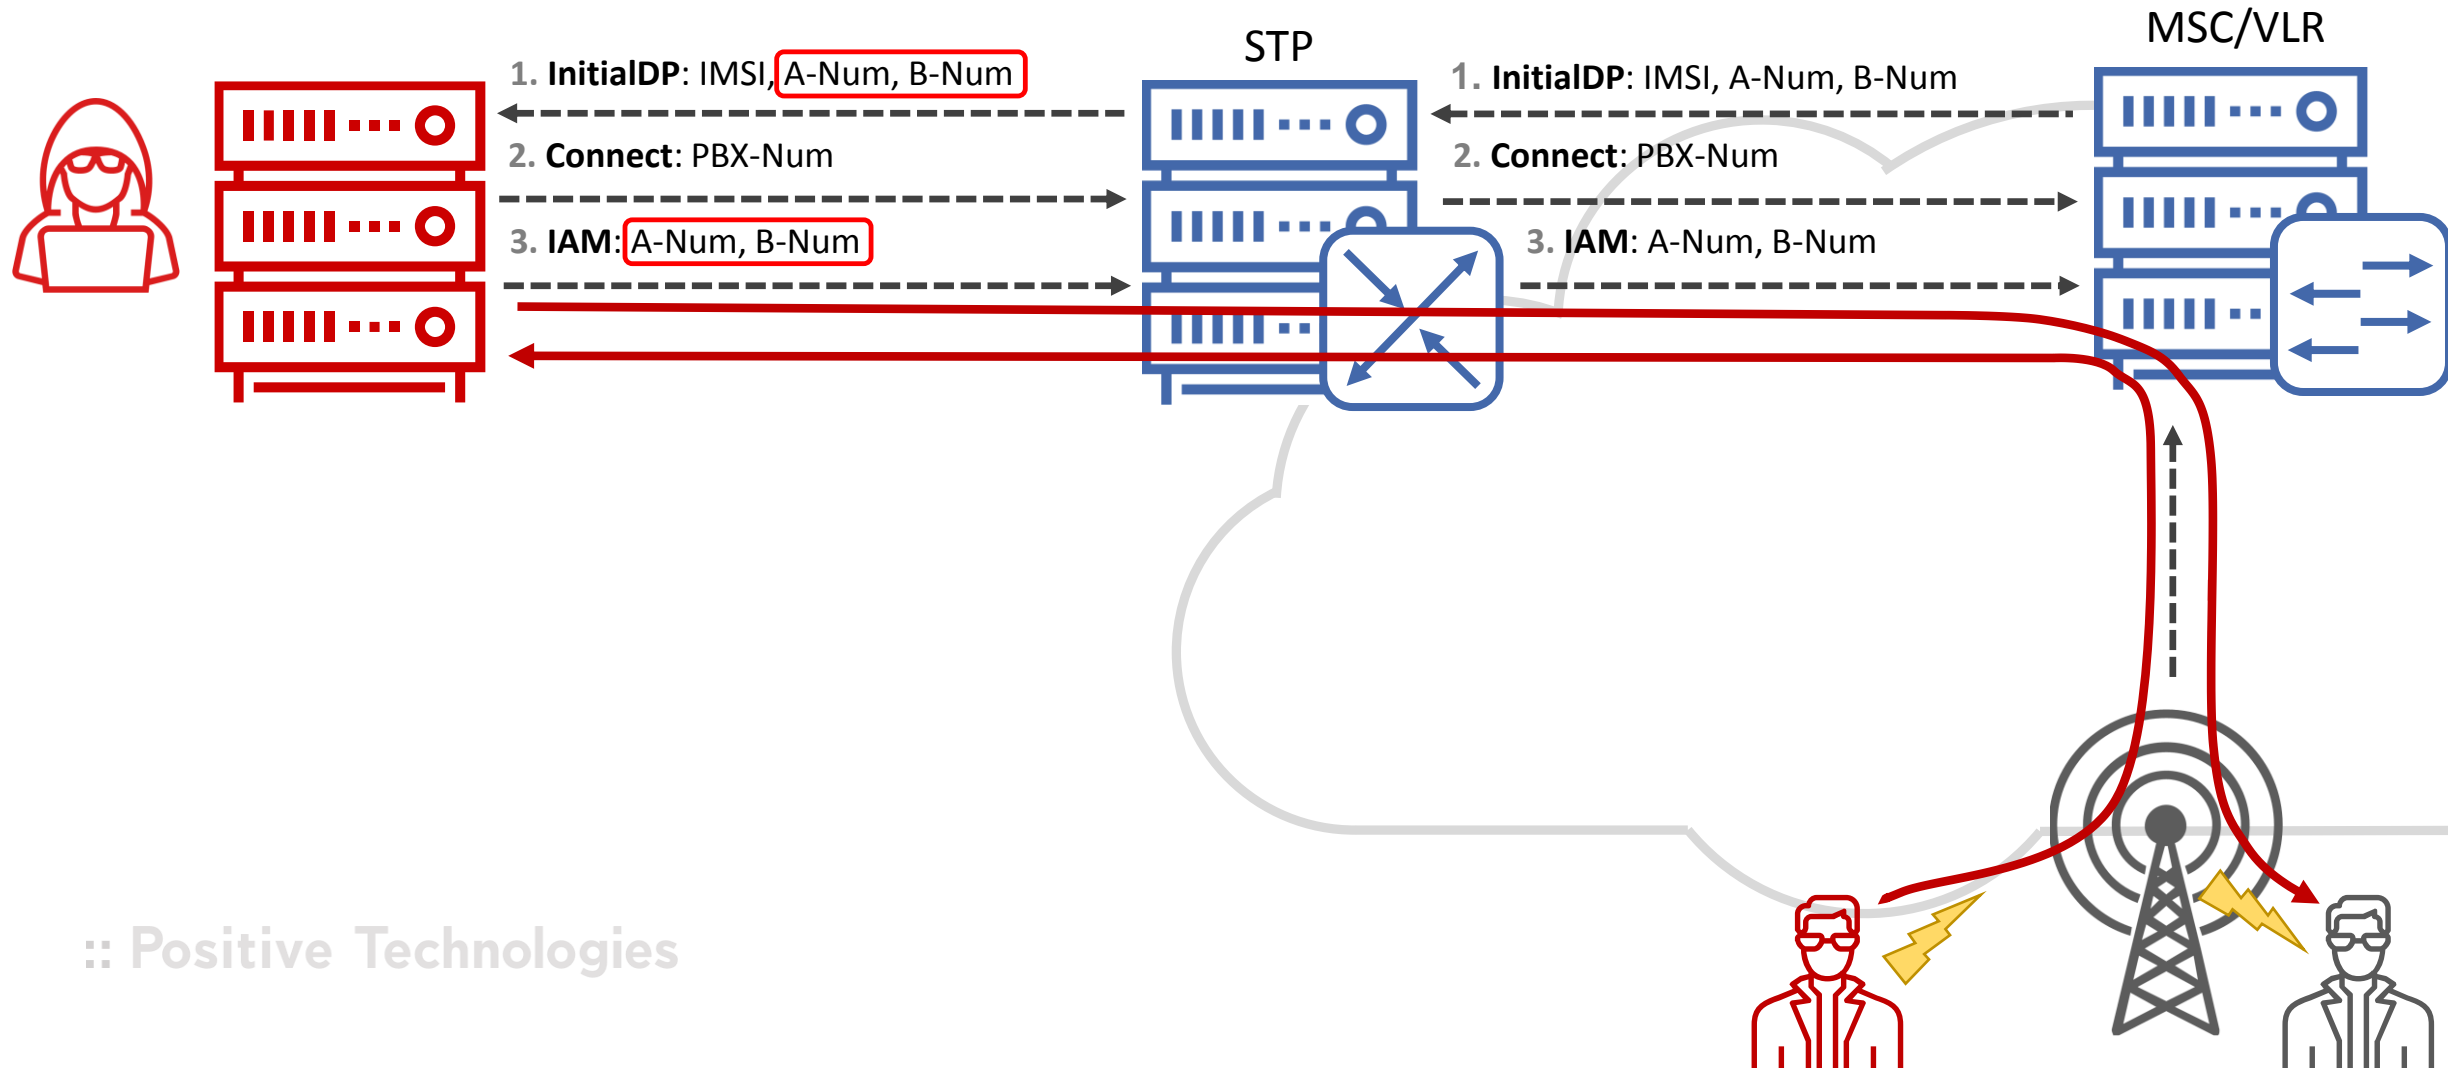 STP
MSC/VLR
1. InitialDP: IMSI, A-Num, B-Num
1. InitialDP: IMSI, A-Num, B-Num
2. Connect: PBX-Num
2. Connect: PBX-Num
3. IAM: A-Num, B-Num
3. IAM: A-Num, B-Num
:: Positive Technologies